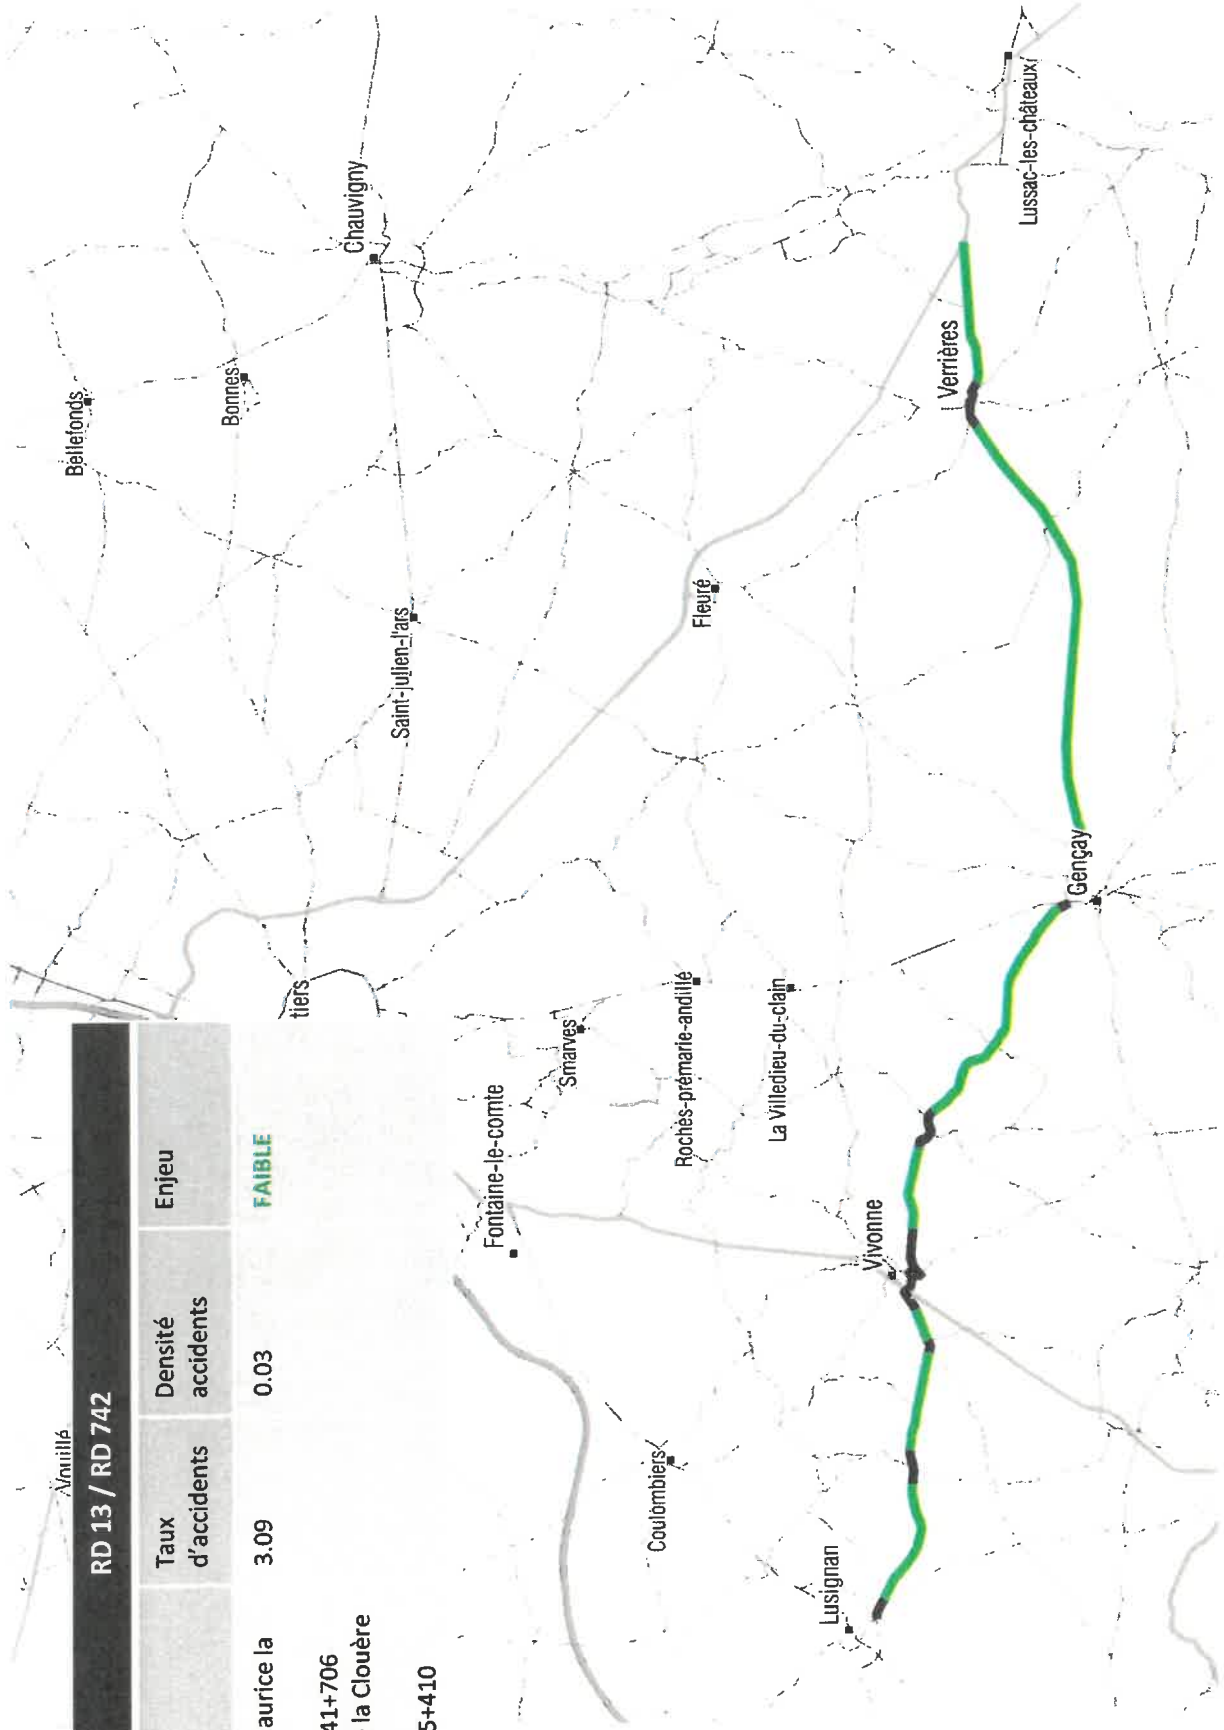 Vouillé
RD 13 / RD 742
Taux
d'accidents
Densité
accidents
Enjeu
aurice la
3.09
0.03
FAIBLE
41+706
la Clouère
5+410
tiers
Bellefonds
Bonnes
Chauvigny
Saint-julien-l'ars
Fontaine-le-comte
Smarves
Fleuré
Rochés-prémarie-andillé
La Villedieu-du-clain
Coulombiers
Lusignan
Vivonne
Gençay
Verrières
Lussac-les-châteaux